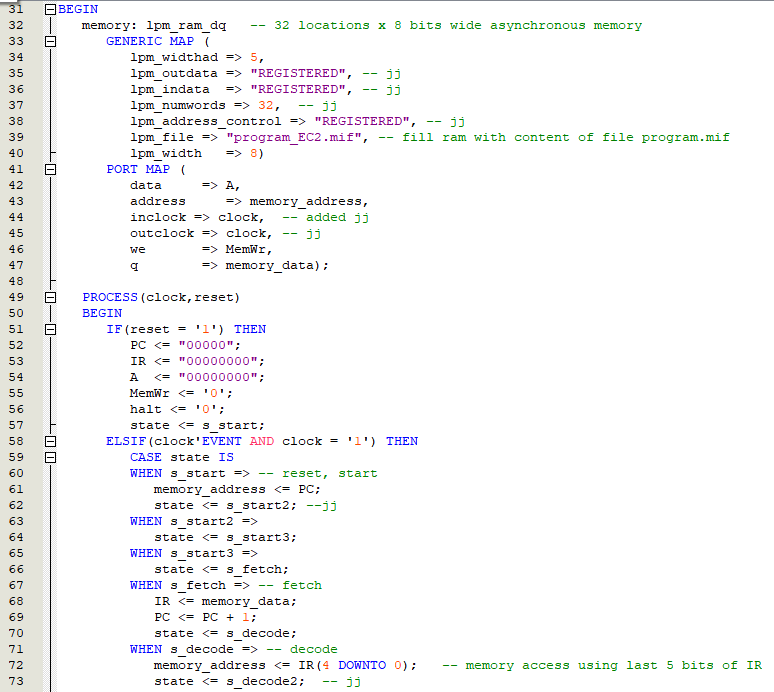 31 BEGIN
32 memory: lpm_ram_dq -- 32 locations x 8 bits wide asynchronous memory
33 GENERIC MAP (
34 lpm_widthad => 5,
35 lpm_outdata => "REGISTERED", -- jj
36 lpm_indata => "REGISTERED", -- jj
37 lpm_numwords => 32, -- jj
38 lpm_address_control => "REGISTERED", -- jj
39 lpm_file => "program_EC2.mif", -- fill ram with content of file program.mif
40 lpm_width => 8)
41 PORT MAP (
42 data => A,
43 address => memory_address,
44 inclock => clock, -- added jj
45 outclock => clock, -- jj
46 we => MemWr,
47 q => memory_data);
48
49 PROCESS(clock,reset)
50 BEGIN
51 IF(reset = '1') THEN
52 PC <= "00000";
53 IR <= "00000000";
54 A <= "00000000";
55 MemWr <= '0';
56 halt <= '0';
57 state <= s_start;
58 ELSIF(clock'EVENT AND clock = '1') THEN
59 CASE state IS
60 WHEN s_start => -- reset, start
61 memory_address <= PC;
62 state <= s_start2; --jj
63 WHEN s_start2 =>
64 state <= s_start3;
65 WHEN s_start3 =>
66 state <= s_fetch;
67 WHEN s_fetch => -- fetch
68 IR <= memory_data;
69 PC <= PC + 1;
70 state <= s_decode;
71 WHEN s_decode => -- decode
72 memory_address <= IR(4 DOWNTO 0); -- memory access using last 5 bits of IR
73 state <= s_decode2; -- jj